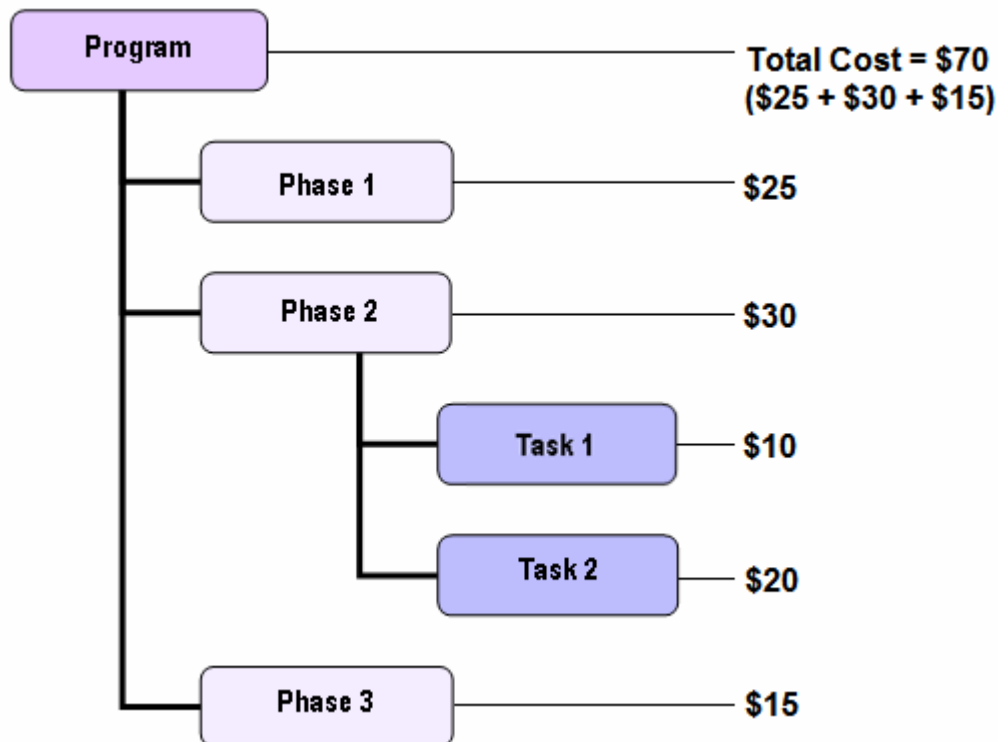 Program
Total Cost = $70
($25 + $30 + $15)
Phase 1
$25
Phase 2
$30
Task 1
$10
Task 2
$20
Phase 3
$15